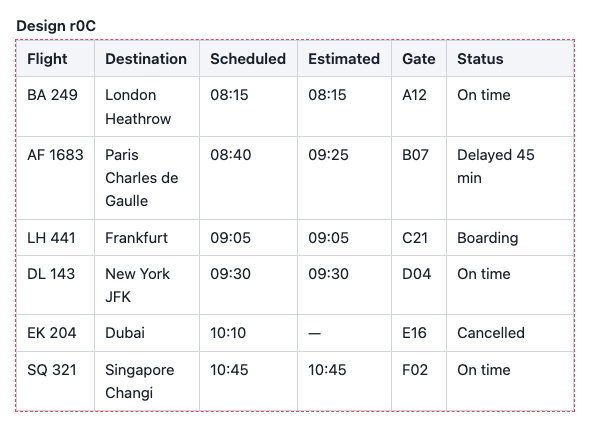 Design r0C
Flight Destination Scheduled Estimated Gate Status
BA 249 London Heathrow 08:15 08:15 A12 On time
AF 1683 Paris Charles de Gaulle 08:40 09:25 B07 Delayed 45 min
LH 441 Frankfurt 09:05 09:05 C21 Boarding
DL 143 New York JFK 09:30 09:30 D04 On time
EK 204 Dubai 10:10 — E16 Cancelled
SQ 321 Singapore Changi 10:45 10:45 F02 On time